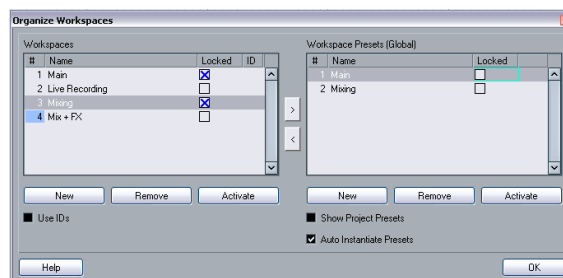 Organize Workspaces
Workspaces
# Name Locked ID
1 Main
2 Live Recording
3 Mixing
4 Mix + FX
New Remove Activate
Use IDs
>
<
Workspace Presets (Global)
# Name Locked
1 Main
2 Mixing
New Remove Activate
Show Project Presets
Auto Instantiate Presets
Help OK